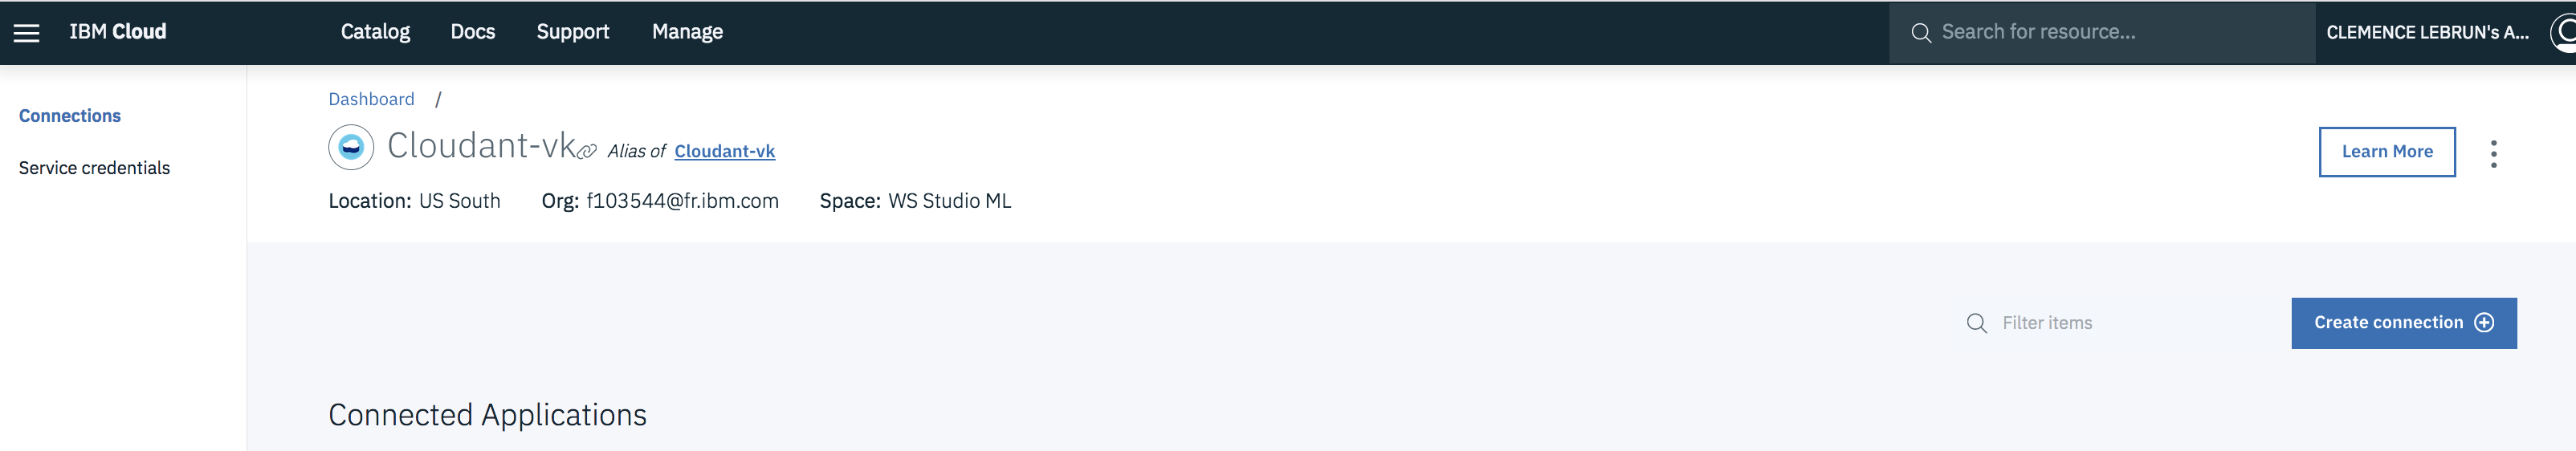 IBM Cloud Catalog Docs Support Manage Search for resource... CLEMENCE LEBRUN's A...
Connections
Service credentials
Dashboard /
Cloudant-vk Alias of Cloudant-vk
Learn More
Location: US South Org: f103544@fr.ibm.com Space: WS Studio ML
Filter items
Create connection
Connected Applications